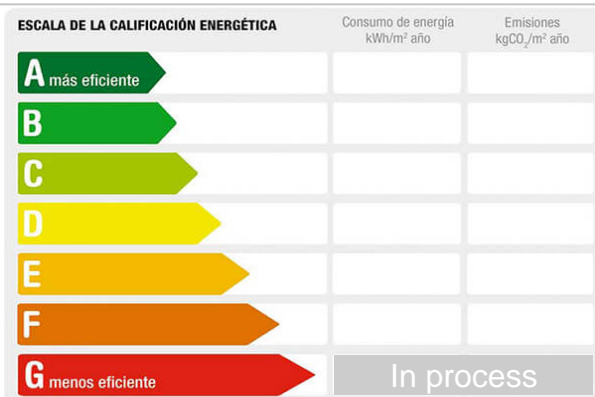 ESCALA DE LA CALIFICACIÓN ENERGÉTICA
Consumo de energía
kWh/m² año
Emisiones
kgCO₂/m² año
A más eficiente
B
C
D
E
F
G menos eficiente
In process